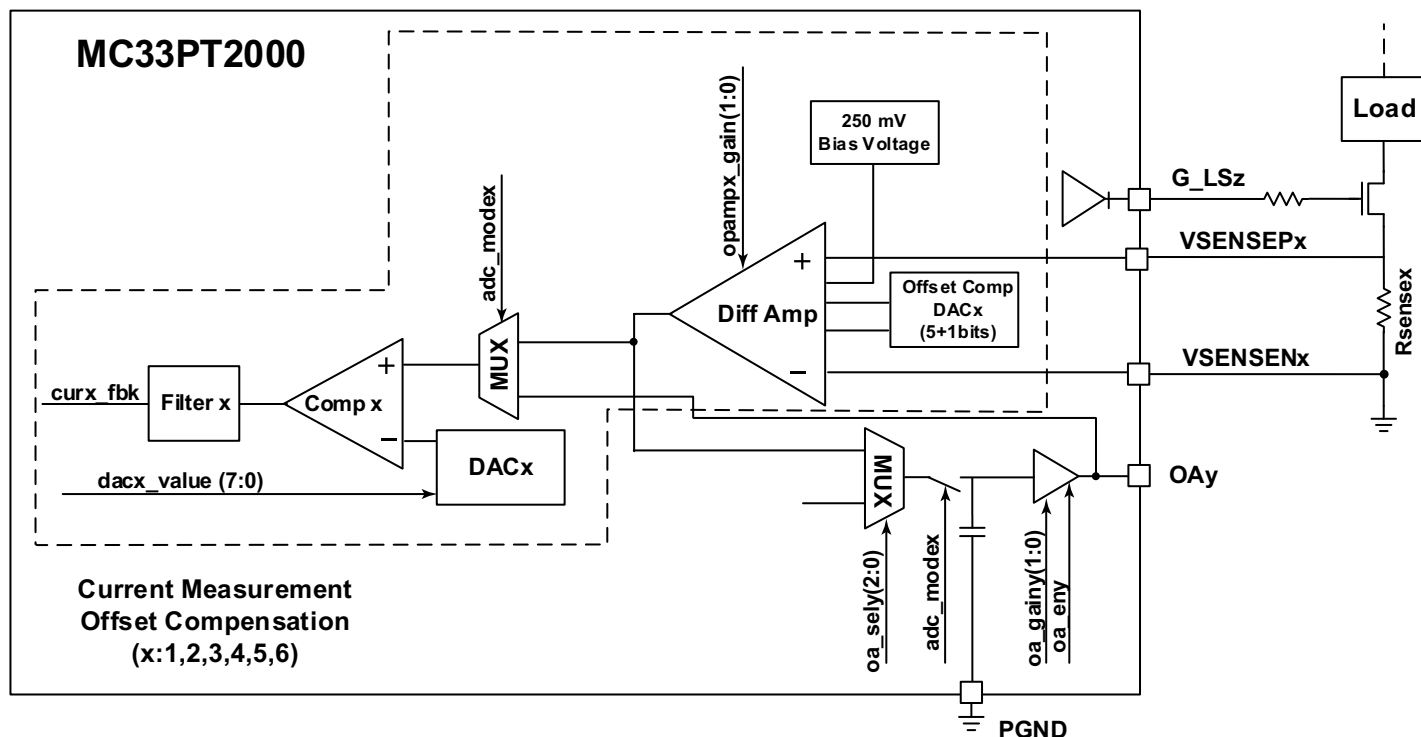 MC33PT2000
opampx_gain(1:0)
250 mV
Bias Voltage
Load
adc_modex
G_LSz
VSENSEPx
+
Diff Amp
−
Offset Comp
DACx
(5+1bits)
Rsensex
VSENSENx
MUX
+
Comp x
−
Filter x
curx_fbk
DACx
dacx_value (7:0)
MUX
OAy
oa_sely(2:0)
adc_modex
oa_gainy(1:0)
oa_eny
Current Measurement
Offset Compensation
(x:1,2,3,4,5,6)
PGND